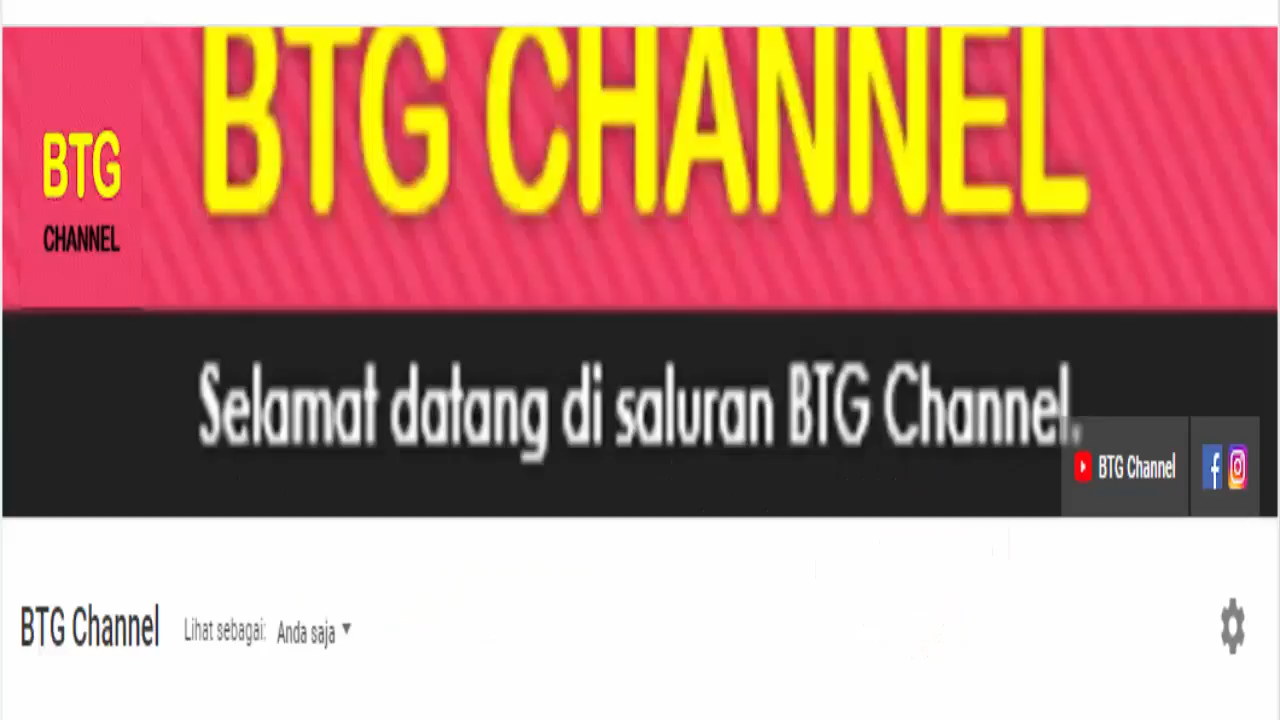 BTG CHANNEL
BTG
CHANNEL
Selamat datang di saluran BTG Channel.
BTG Channel
BTG Channel Lihat sebagai: Anda saja